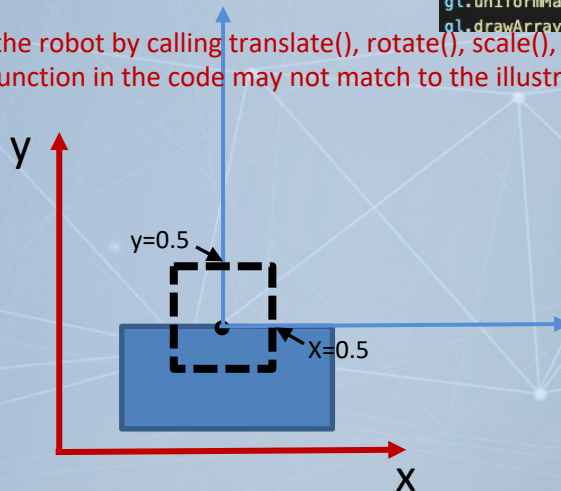 gl.uniformMa
gl.drawArray
the robot by calling translate(), rotate(), scale(),
unction in the code may not match to the illustr
y
y=0.5
X=0.5
x